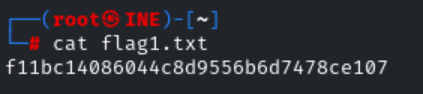 ┌──(root㉿INE)-[~]
└─# cat flag1.txt
f11bc14086044c8d9556b6d7478ce107